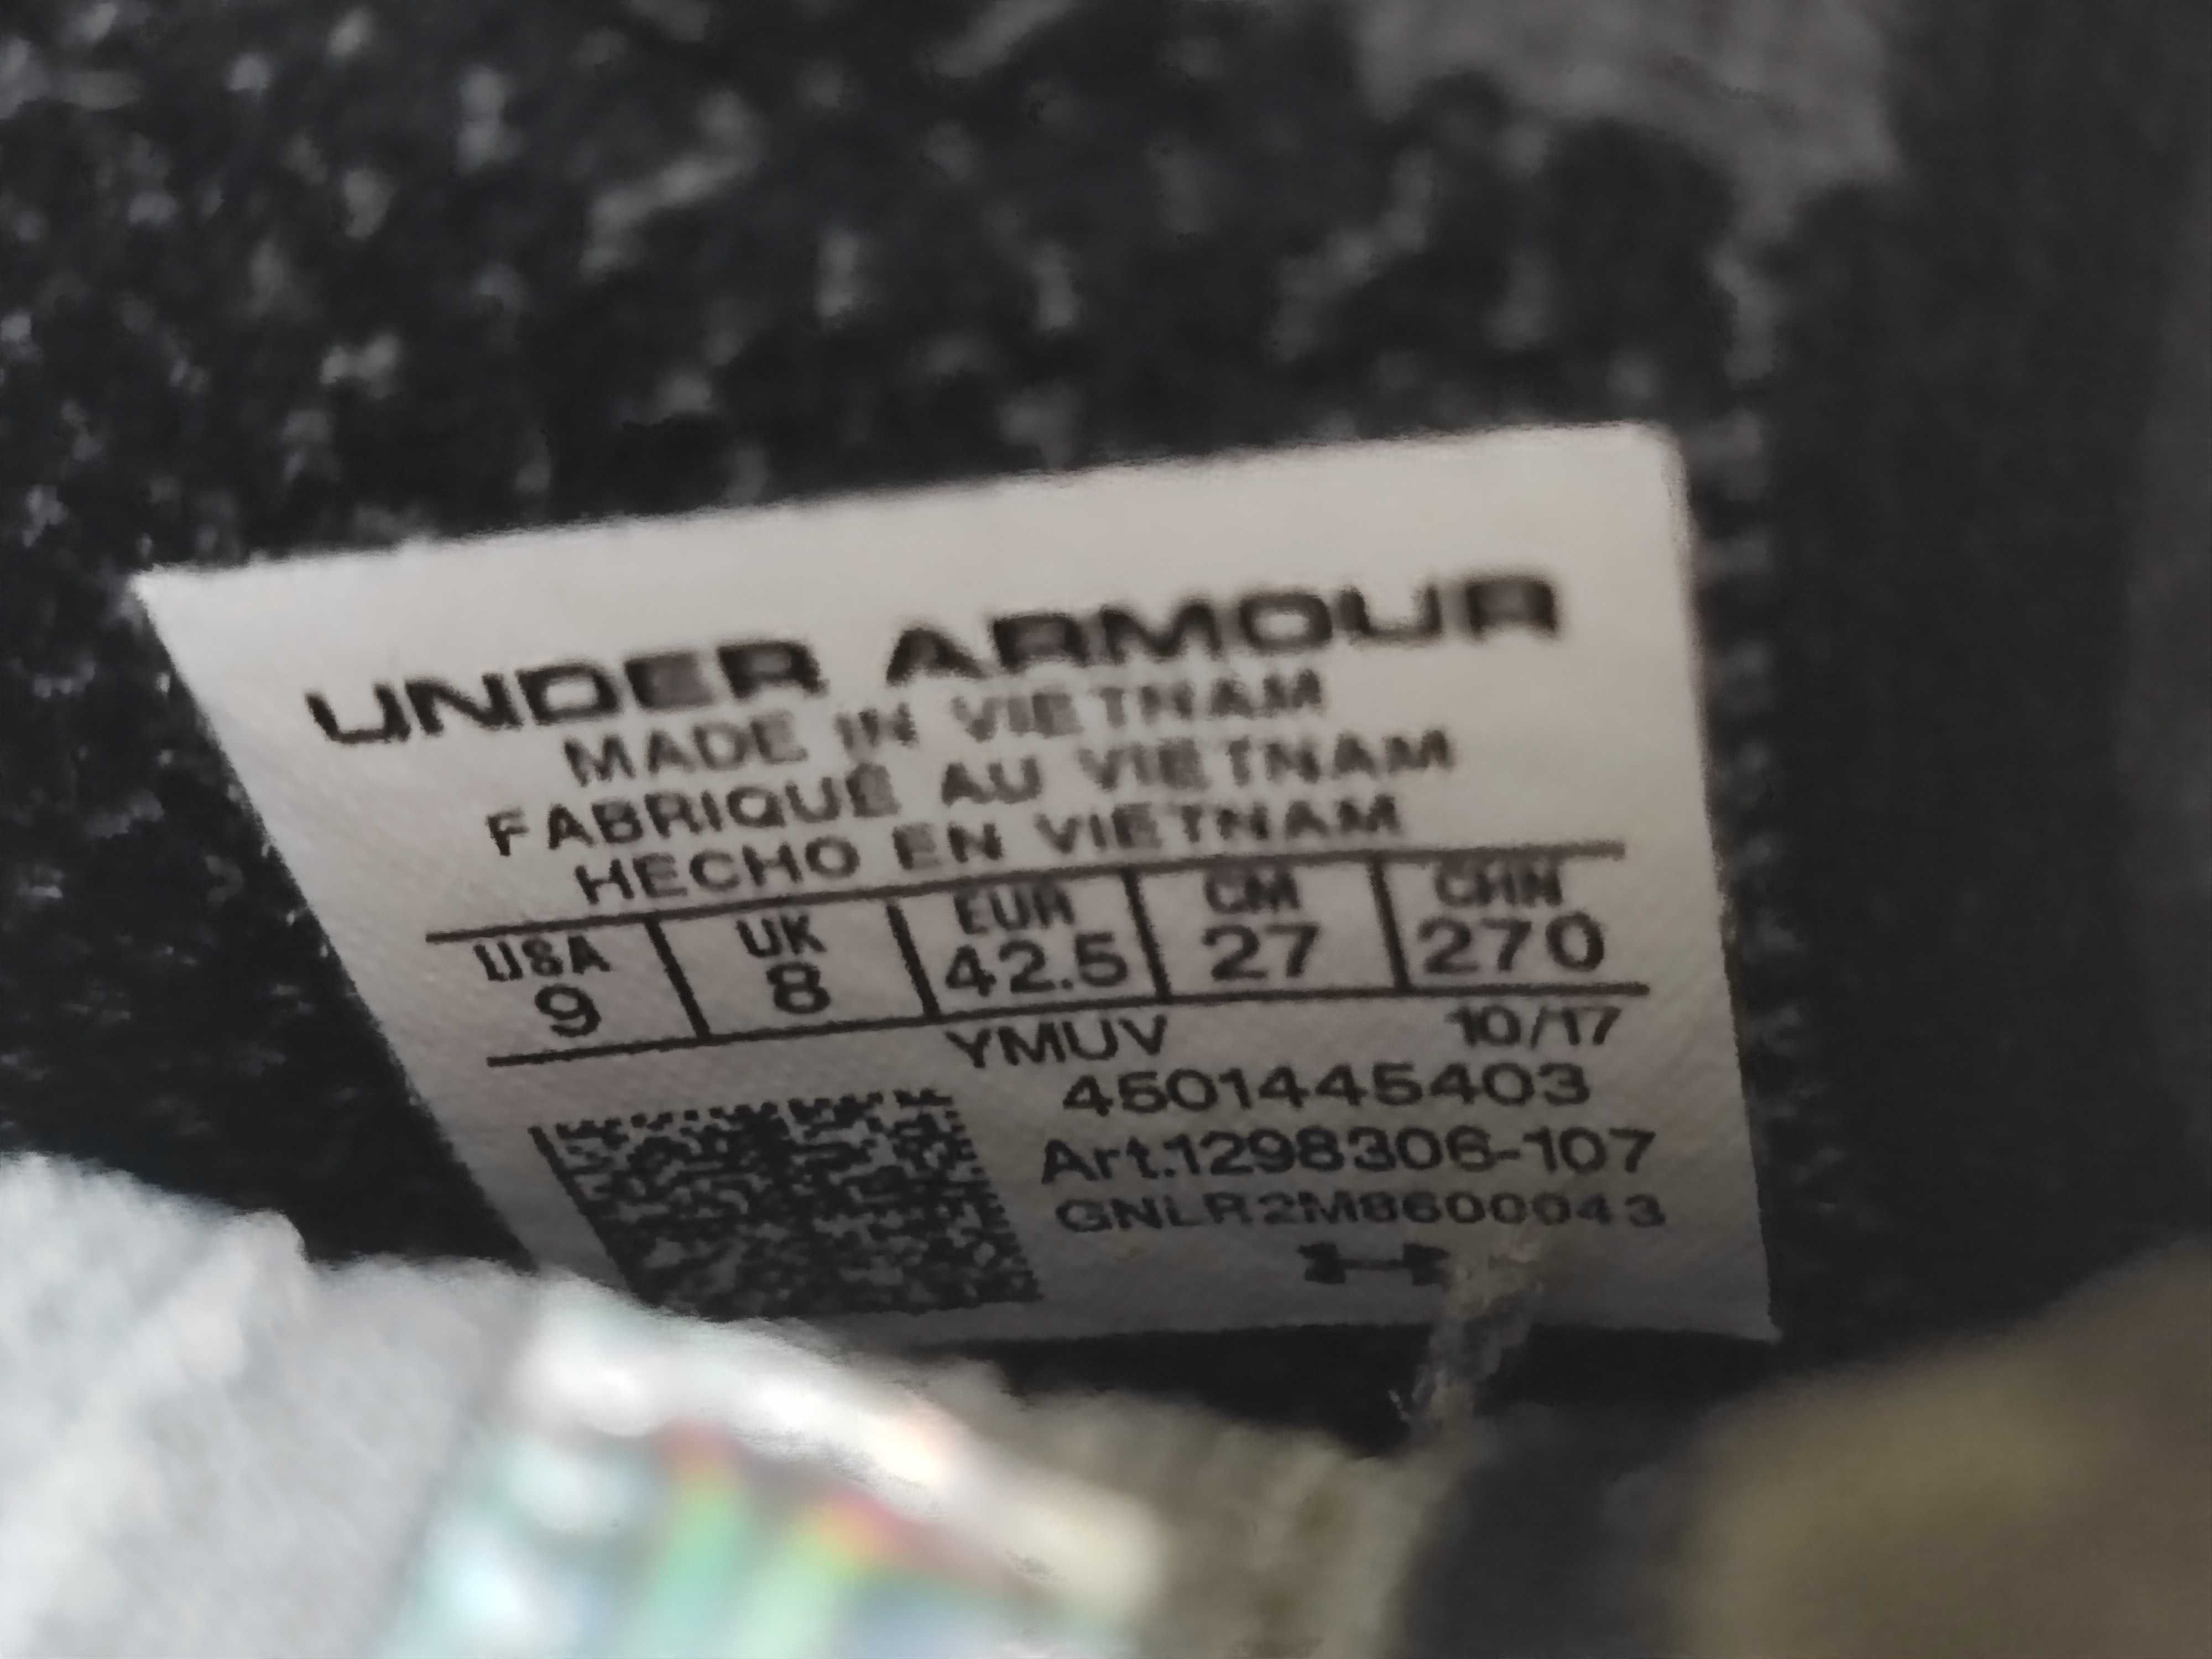 UNDER ARMOUR
MADE IN VIETNAM
FABRIQUÉ AU VIETNAM
HECHO EN VIETNAM
USA UK EUR CM CHN
9 8 42.5 27 270
YMUV 10/17
4501445403
Art.1298306-107
GNLR2M8600043